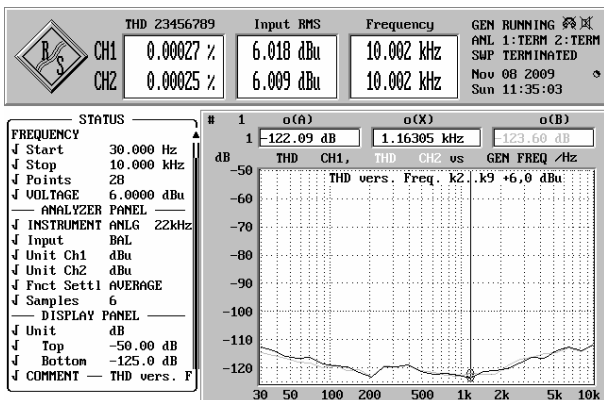 THD 23456789 Input RMS Frequency
CH1 0.00027 % 6.018 dBu 10.002 kHz
CH2 0.00025 % 6.009 dBu 10.002 kHz
R S
GEN RUNNING
ANL 1:TERM 2:TERM
SWP TERMINATED
Nov 08 2009
Sun 11:35:03
STATUS
FREQUENCY
√ Start 30.000 Hz
√ Stop 10.000 kHz
√ Points 28
√ VOLTAGE 6.0000 dBu
ANALYZER PANEL
√ INSTRUMENT ANLG 22kHz
√ Input BAL
√ Unit Ch1 dBu
√ Unit Ch2 dBu
√ Fnct Settl AVERAGE
√ Samples 6
DISPLAY PANEL
√ Unit dB
√ Top -50.00 dB
√ Bottom -125.0 dB
√ COMMENT — THD vers. F
# 1 o(A) o(X) o(B)
1 -122.09 dB 1.16305 kHz -123.60 dB
dB THD CH1, THD CH2 vs GEN FREQ /Hz
THD vers. Freq. k2..k9 +6,0 dBu
-50
-60
-70
-80
-90
-100
-110
-120
30 50 100 200 500 1k 2k 5k 10k